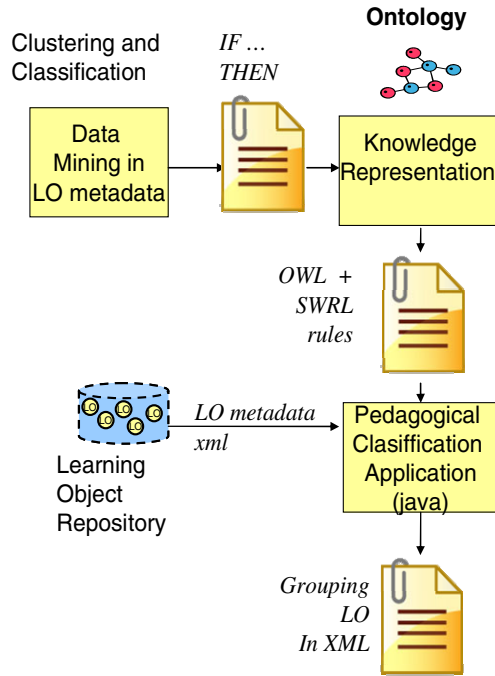 Clustering and
Classification
IF …
THEN
Ontology
Data
Mining in
LO metadata
Knowledge
Representation
OWL +
SWRL
rules
LO
LO
LO
LO
LO
LO metadata
xml
Learning
Object
Repository
Pedagogical
Clasiffication
Application
(java)
Grouping
LO
In XML